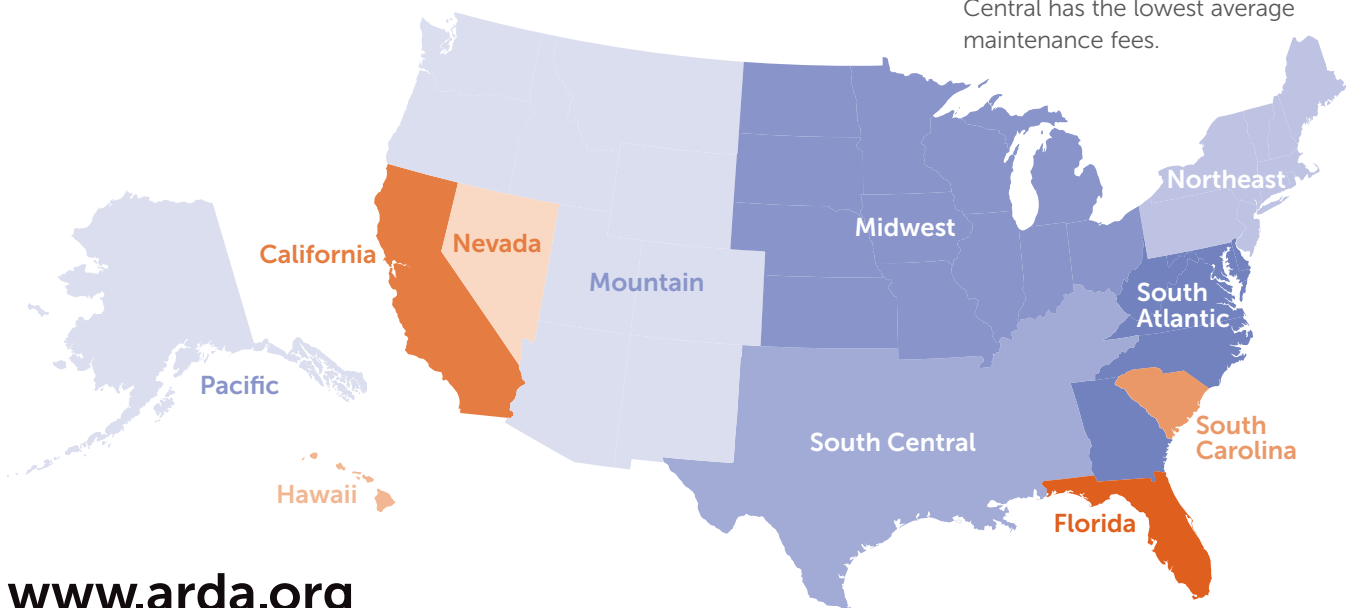 Central has the lowest average
maintenance fees.
Northeast
Midwest
California
Nevada
Mountain
South
Atlantic
Pacific
South Central
South
Carolina
Hawaii
Florida
www.arda.org